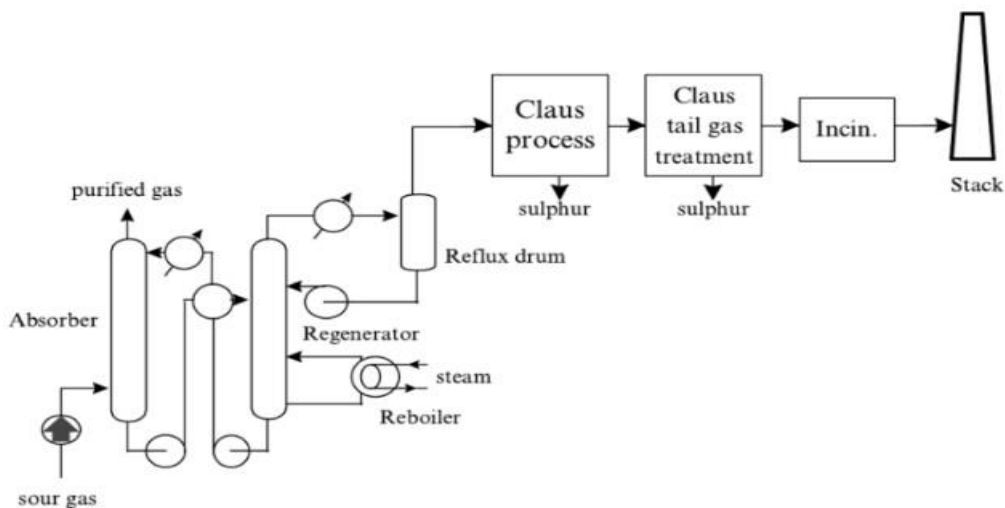 Claus
process
Claus
tail gas
treatment
Incin.
Stack
sulphur
sulphur
purified gas
Reflux drum
Absorber
Regenerator
steam
Reboiler
sour gas